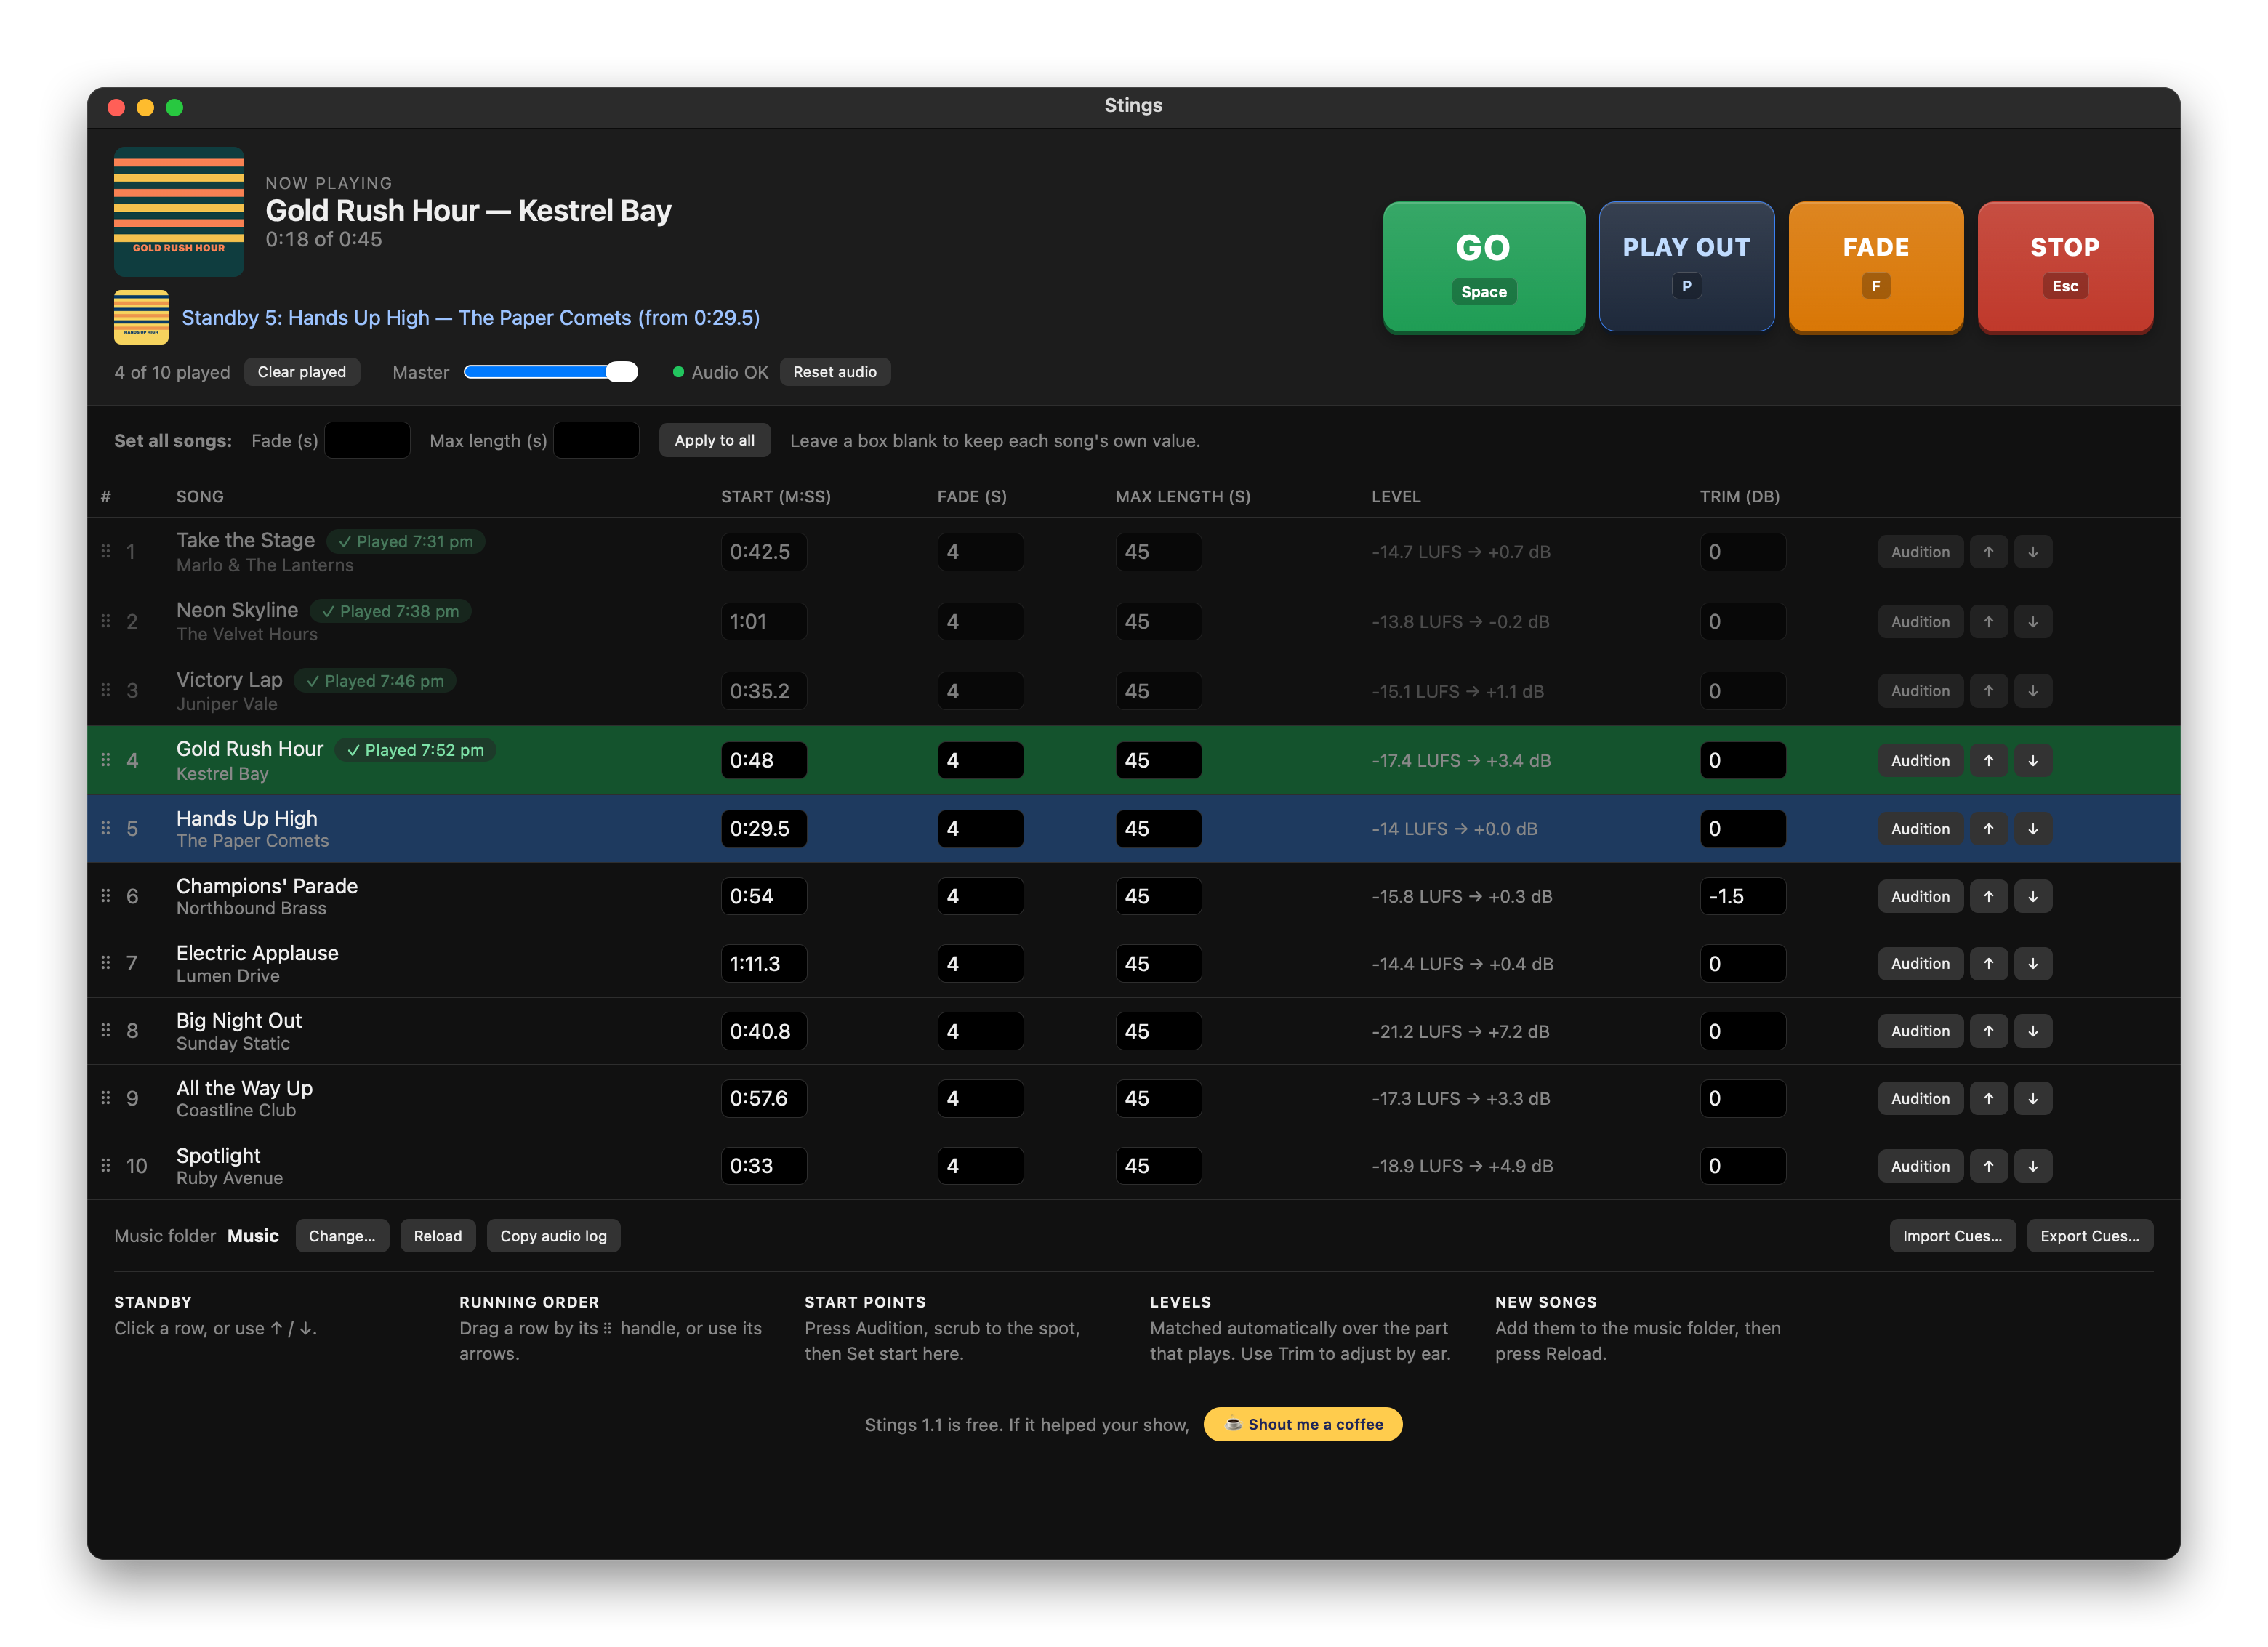 Stings
GOLD RUSH HOUR
NOW PLAYING
Gold Rush Hour — Kestrel Bay
0:18 of 0:45
HANDS UP HIGH
Standby 5: Hands Up High — The Paper Comets (from 0:29.5)
GO
Space
PLAY OUT
P
FADE
F
STOP
Esc
4 of 10 played Clear played Master Audio OK Reset audio
Set all songs: Fade (s) Max length (s) Apply to all Leave a box blank to keep each song's own value.
# SONG START (M:SS) FADE (S) MAX LENGTH (S) LEVEL TRIM (DB)
1 Take the Stage ✓ Played 7:31 pm 0:42.5 4 45 -14.7 LUFS → +0.7 dB 0 Audition ↑ ↓
Marlo & The Lanterns
2 Neon Skyline ✓ Played 7:38 pm 1:01 4 45 -13.8 LUFS → -0.2 dB 0 Audition ↑ ↓
The Velvet Hours
3 Victory Lap ✓ Played 7:46 pm 0:35.2 4 45 -15.1 LUFS → +1.1 dB 0 Audition ↑ ↓
Juniper Vale
4 Gold Rush Hour ✓ Played 7:52 pm 0:48 4 45 -17.4 LUFS → +3.4 dB 0 Audition ↑ ↓
Kestrel Bay
5 Hands Up High 0:29.5 4 45 -14 LUFS → +0.0 dB 0 Audition ↑ ↓
The Paper Comets
6 Champions' Parade 0:54 4 45 -15.8 LUFS → +0.3 dB -1.5 Audition ↑ ↓
Northbound Brass
7 Electric Applause 1:11.3 4 45 -14.4 LUFS → +0.4 dB 0 Audition ↑ ↓
Lumen Drive
8 Big Night Out 0:40.8 4 45 -21.2 LUFS → +7.2 dB 0 Audition ↑ ↓
Sunday Static
9 All the Way Up 0:57.6 4 45 -17.3 LUFS → +3.3 dB 0 Audition ↑ ↓
Coastline Club
10 Spotlight 0:33 4 45 -18.9 LUFS → +4.9 dB 0 Audition ↑ ↓
Ruby Avenue
Music folder Music Change... Reload Copy audio log Import Cues... Export Cues...
STANDBY
Click a row, or use ↑ / ↓.
RUNNING ORDER
Drag a row by its ⠿ handle, or use its
arrows.
START POINTS
Press Audition, scrub to the spot,
then Set start here.
LEVELS
Matched automatically over the part
that plays. Use Trim to adjust by ear.
NEW SONGS
Add them to the music folder, then
press Reload.
Stings 1.1 is free. If it helped your show, ☕ Shout me a coffee